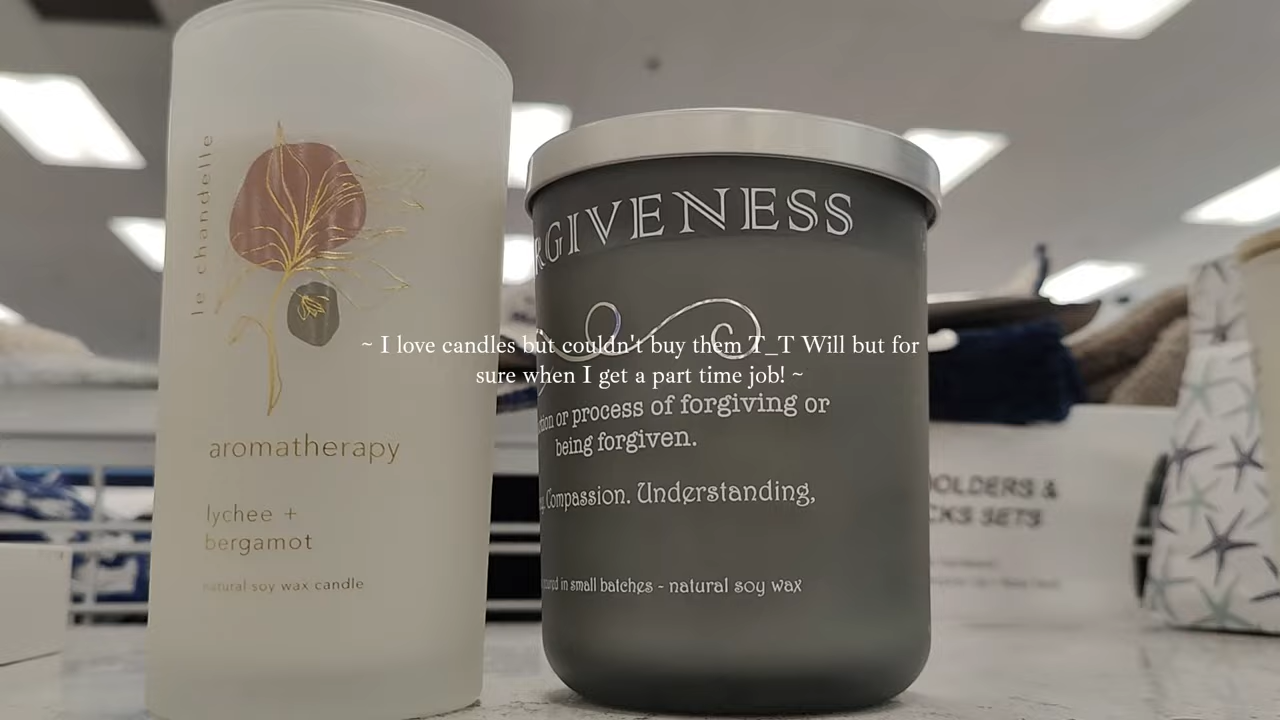 le chandelle
aromatherapy
lychee +
bergamot
natural soy wax candle
RGIVENESS
or process of forgiving or
being forgiven.
Compassion. Understanding,
in small batches - natural soy wax
~ I love candles but couldn't buy them T_T Will but for
sure when I get a part time job! ~
OLDERS &
CKS SETS